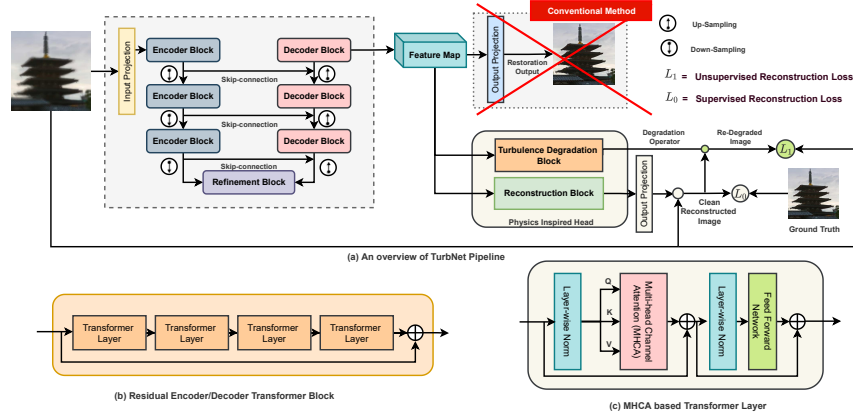 Conventional Method
Input Projection
Encoder Block
Decoder Block
Skip-connection
Encoder Block
Decoder Block
Skip-connection
Encoder Block
Decoder Block
Skip-connection
Refinement Block
Feature Map
Output Projection
Restoration
Output
Up-Sampling
Down-Sampling
L₁ = Unsupervised Reconstruction Loss
L₀ = Supervised Reconstruction Loss
Turbulence Degradation
Block
Reconstruction Block
Physics Inspired Head
Output Projection
Degradation
Operator
Re-Degraded
Image
L₁
L₀
Clean
Reconstructed
Image
Ground Truth
(a) An overview of TurbNet Pipeline
Transformer
Layer
Transformer
Layer
Transformer
Layer
Transformer
Layer
(b) Residual Encoder/Decoder Transformer Block
Layer-wise Norm
Q
K
V
Multi-head Channel
Attention (MHCA)
Layer-wise Norm
Feed Forward
Network
(c) MHCA based Transformer Layer